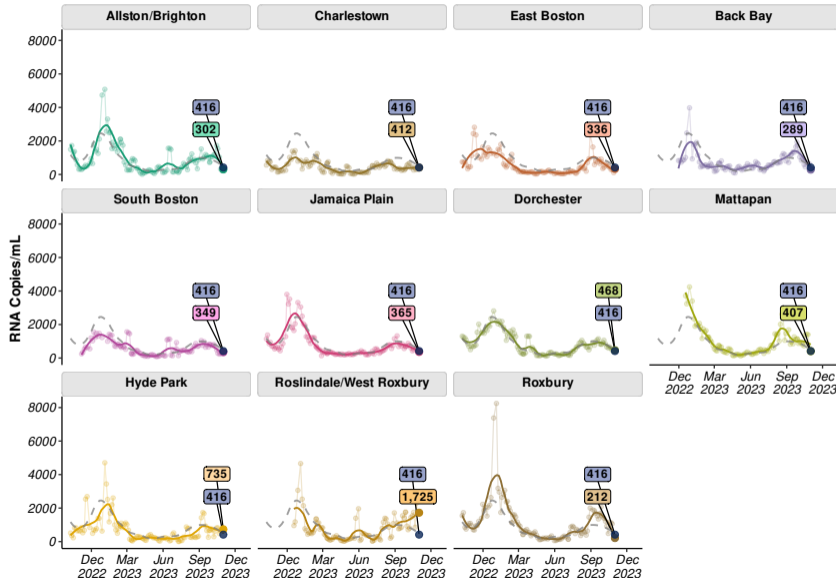 Allston/Brighton Charlestown East Boston Back Bay
8000
6000
4000
2000
0
416 416 416 416
302 412 336 289
South Boston Jamaica Plain Dorchester Mattapan
8000
6000
4000
2000
0
416 416 468 416
349 365 416 407
RNA Copies/mL
Dec Mar Jun Sep Dec
2022 2023 2023 2023 2023
Hyde Park Roslindale/West Roxbury Roxbury
8000
6000
4000
2000
0
735 416 416
416 1,725 212
Dec Mar Jun Sep Dec Dec Mar Jun Sep Dec Dec Mar Jun Sep Dec
2022 2023 2023 2023 2023 2022 2023 2023 2023 2023 2022 2023 2023 2023 2023